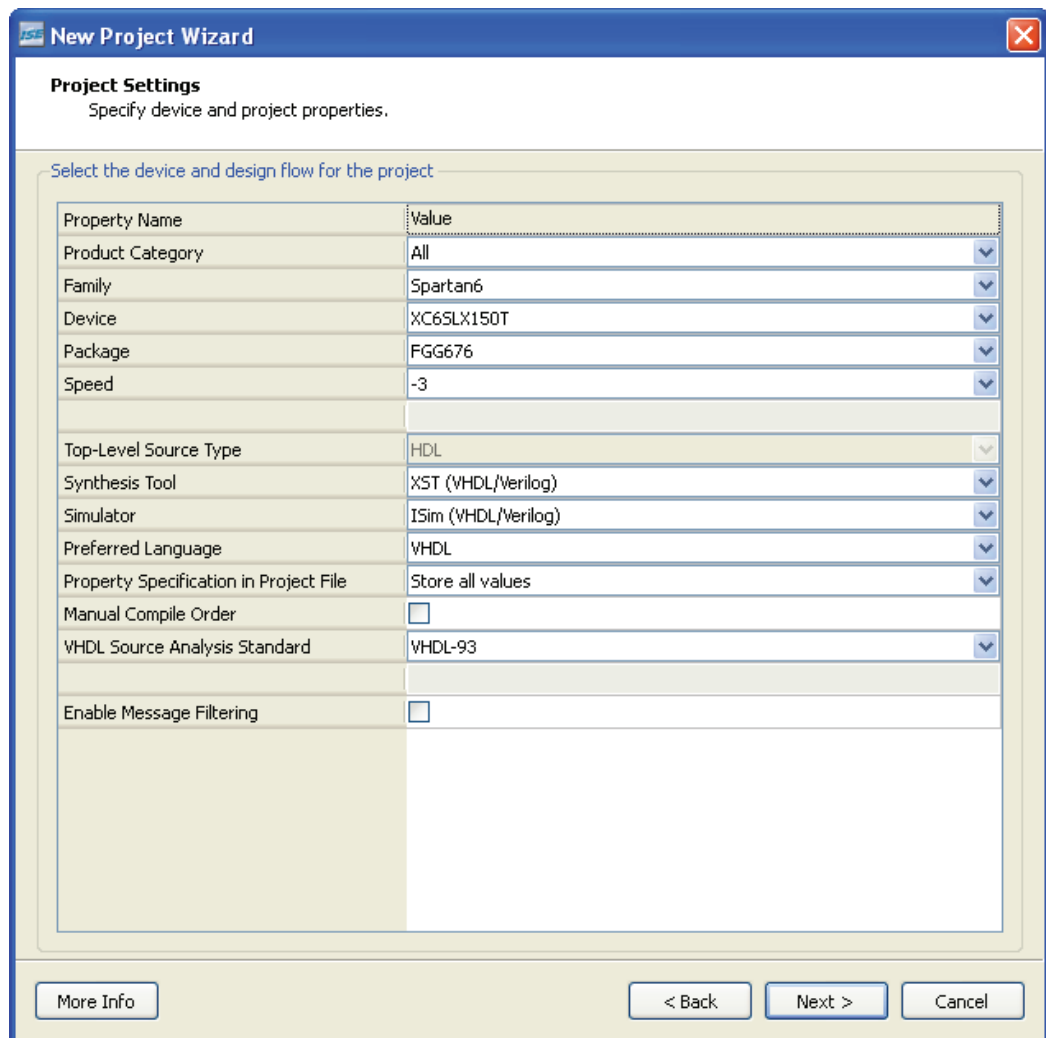 ISE New Project Wizard
Project Settings
Specify device and project properties.
Select the device and design flow for the project
Property Name Value
Product Category All
Family Spartan6
Device XC6SLX150T
Package FGG676
Speed -3
Top-Level Source Type HDL
Synthesis Tool XST (VHDL/Verilog)
Simulator ISim (VHDL/Verilog)
Preferred Language VHDL
Property Specification in Project File Store all values
Manual Compile Order
VHDL Source Analysis Standard VHDL-93
Enable Message Filtering
More Info < Back Next > Cancel